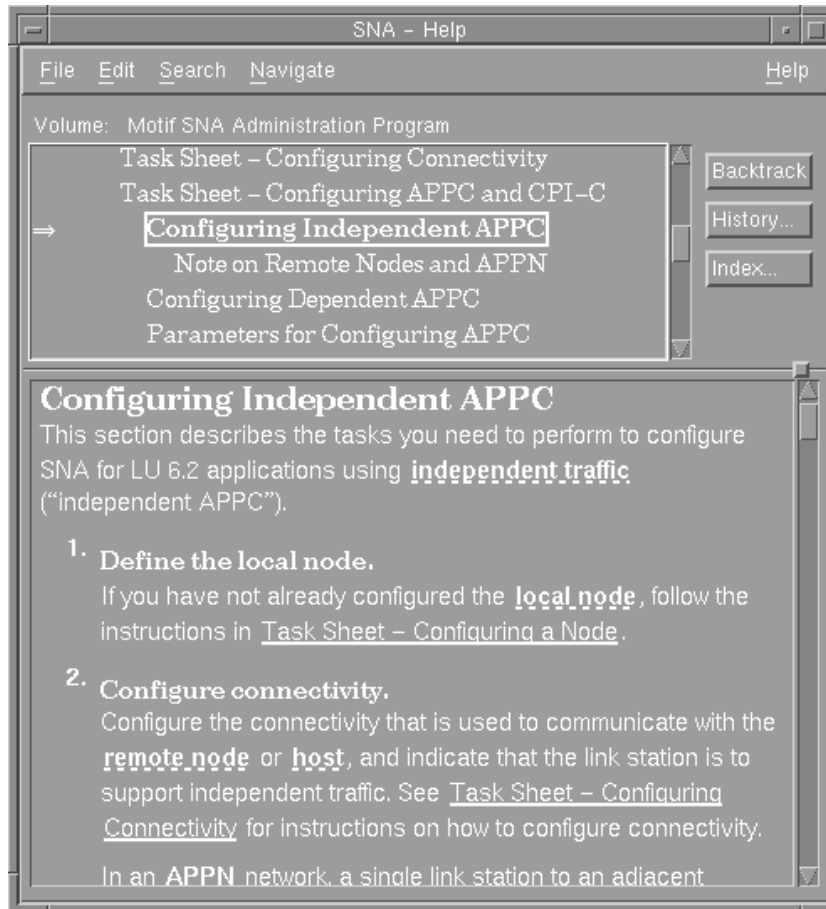 SNA – Help
File Edit Search Navigate Help
Volume: Motif SNA Administration Program
Task Sheet – Configuring Connectivity
Task Sheet – Configuring APPC and CPI–C
⇒ Configuring Independent APPC
Note on Remote Nodes and APPN
Configuring Dependent APPC
Parameters for Configuring APPC
Backtrack
History...
Index...
Configuring Independent APPC
This section describes the tasks you need to perform to configure
SNA for LU 6.2 applications using independent traffic
(“independent APPC”).
1. Define the local node.
If you have not already configured the local node, follow the
instructions in Task Sheet – Configuring a Node.
2. Configure connectivity.
Configure the connectivity that is used to communicate with the
remote node or host, and indicate that the link station is to
support independent traffic. See Task Sheet – Configuring
Connectivity for instructions on how to configure connectivity.
In an APPN network, a single link station to an adjacent